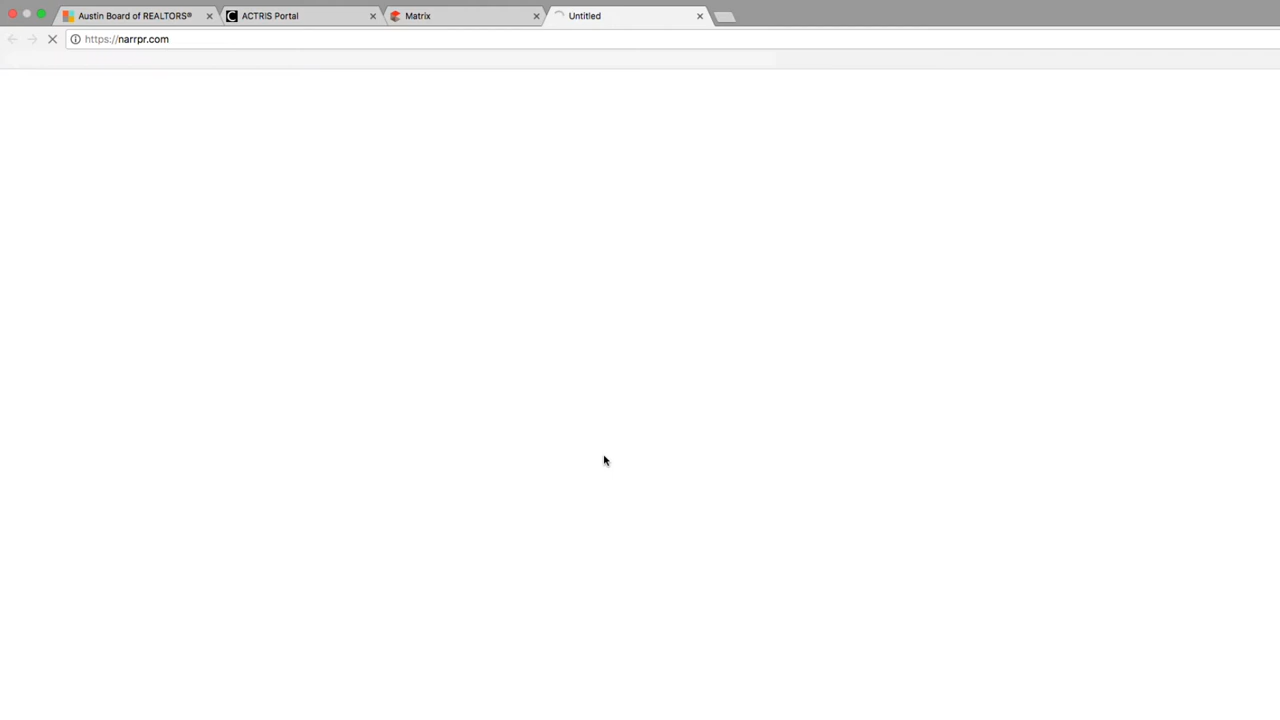 Austin Board of REALTORS®
ACTRIS Portal
Matrix
Untitled
https://narrpr.com